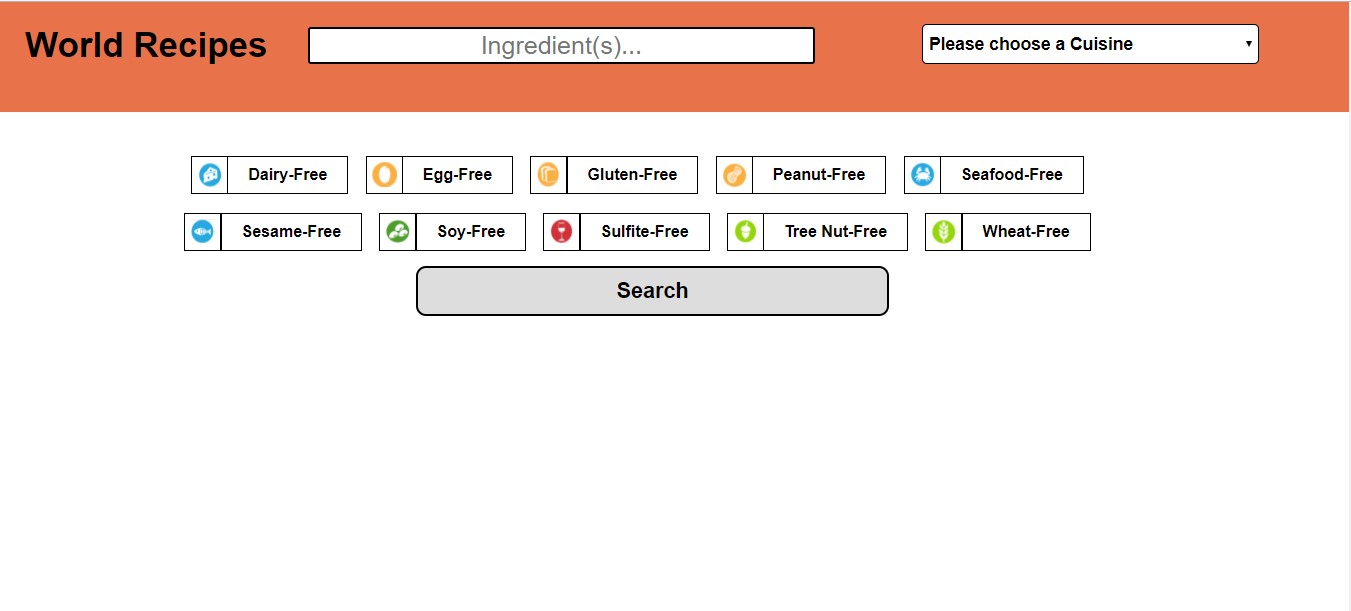 World Recipes Ingredient(s)... Please choose a Cuisine
Dairy-Free Egg-Free Gluten-Free Peanut-Free Seafood-Free
Sesame-Free Soy-Free Sulfite-Free Tree Nut-Free Wheat-Free
Search